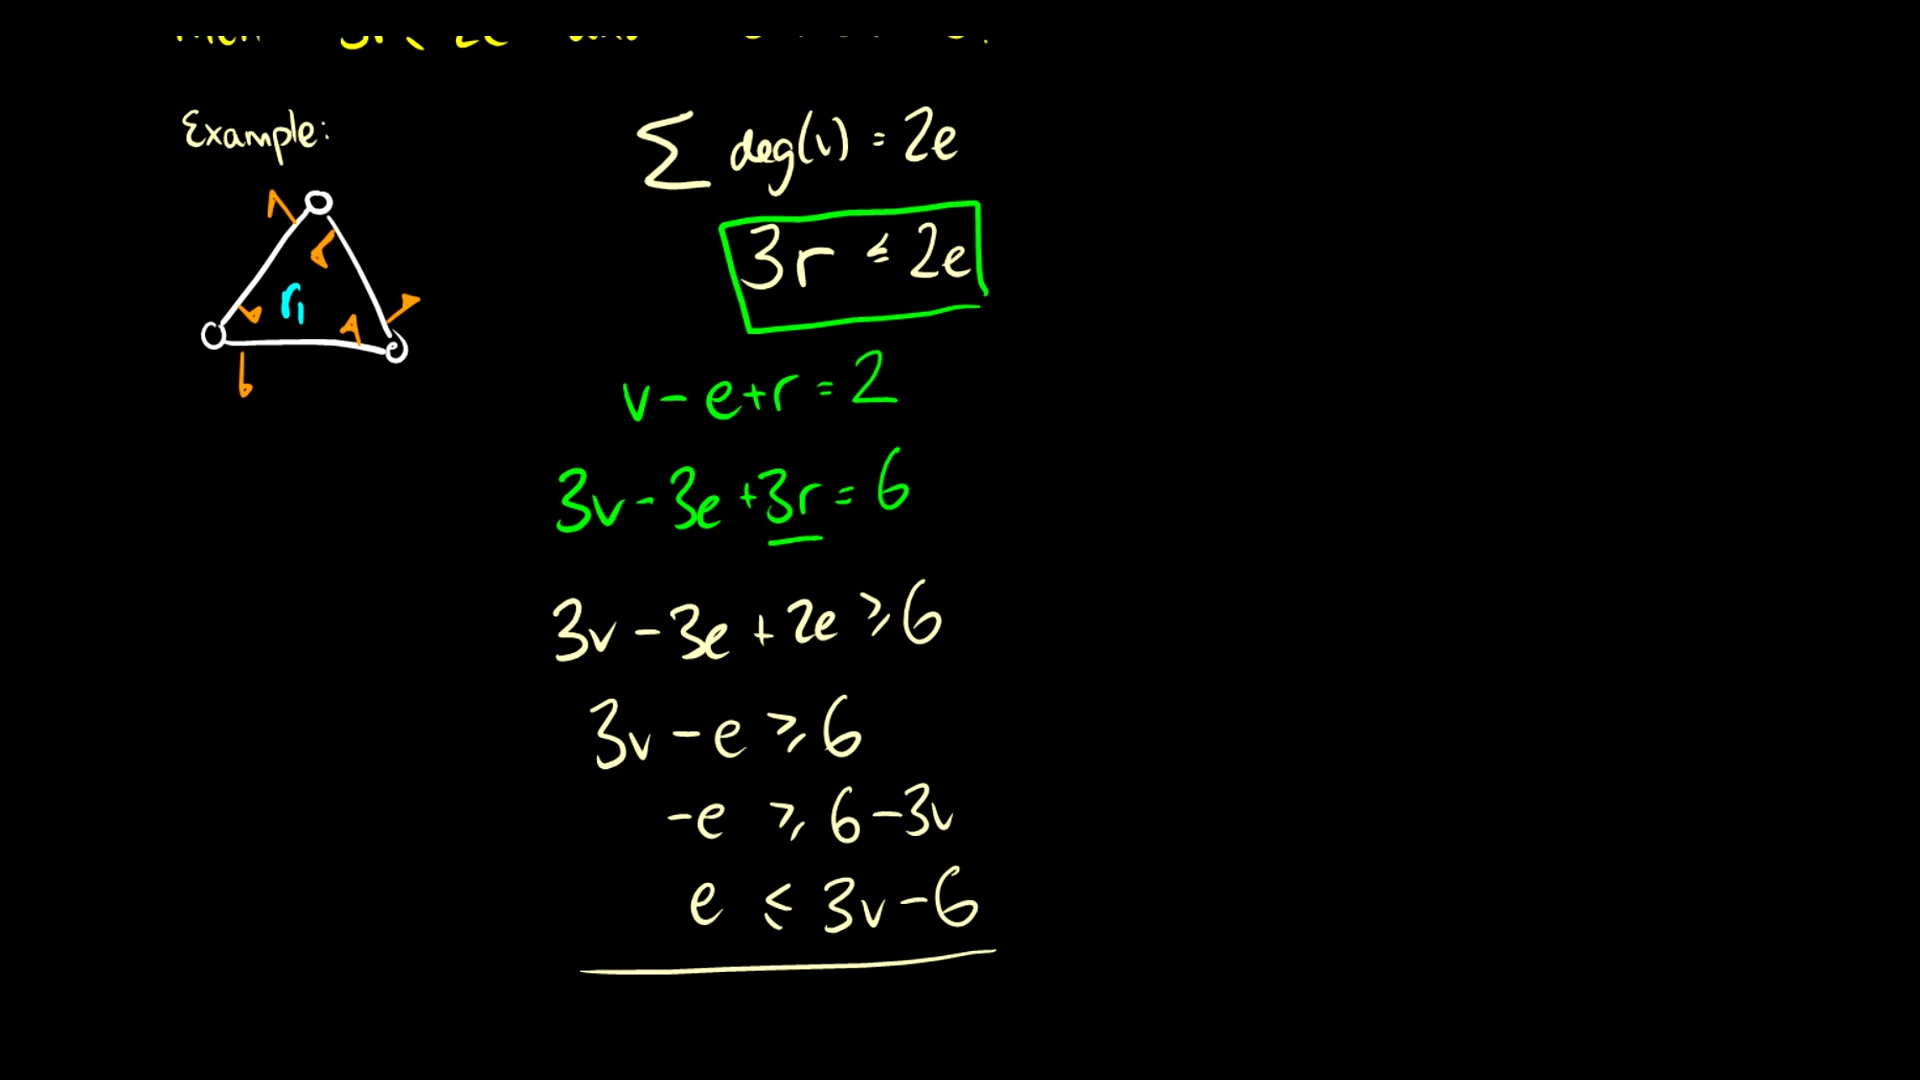 Example:
r₁
∑ deg(v) = 2e
3r ≤ 2e
v - e + r = 2
3v - 3e + 3r = 6
3v - 3e + 2e ≥ 6
3v - e ≥ 6
-e ≥ 6 - 3v
e ≤ 3v - 6